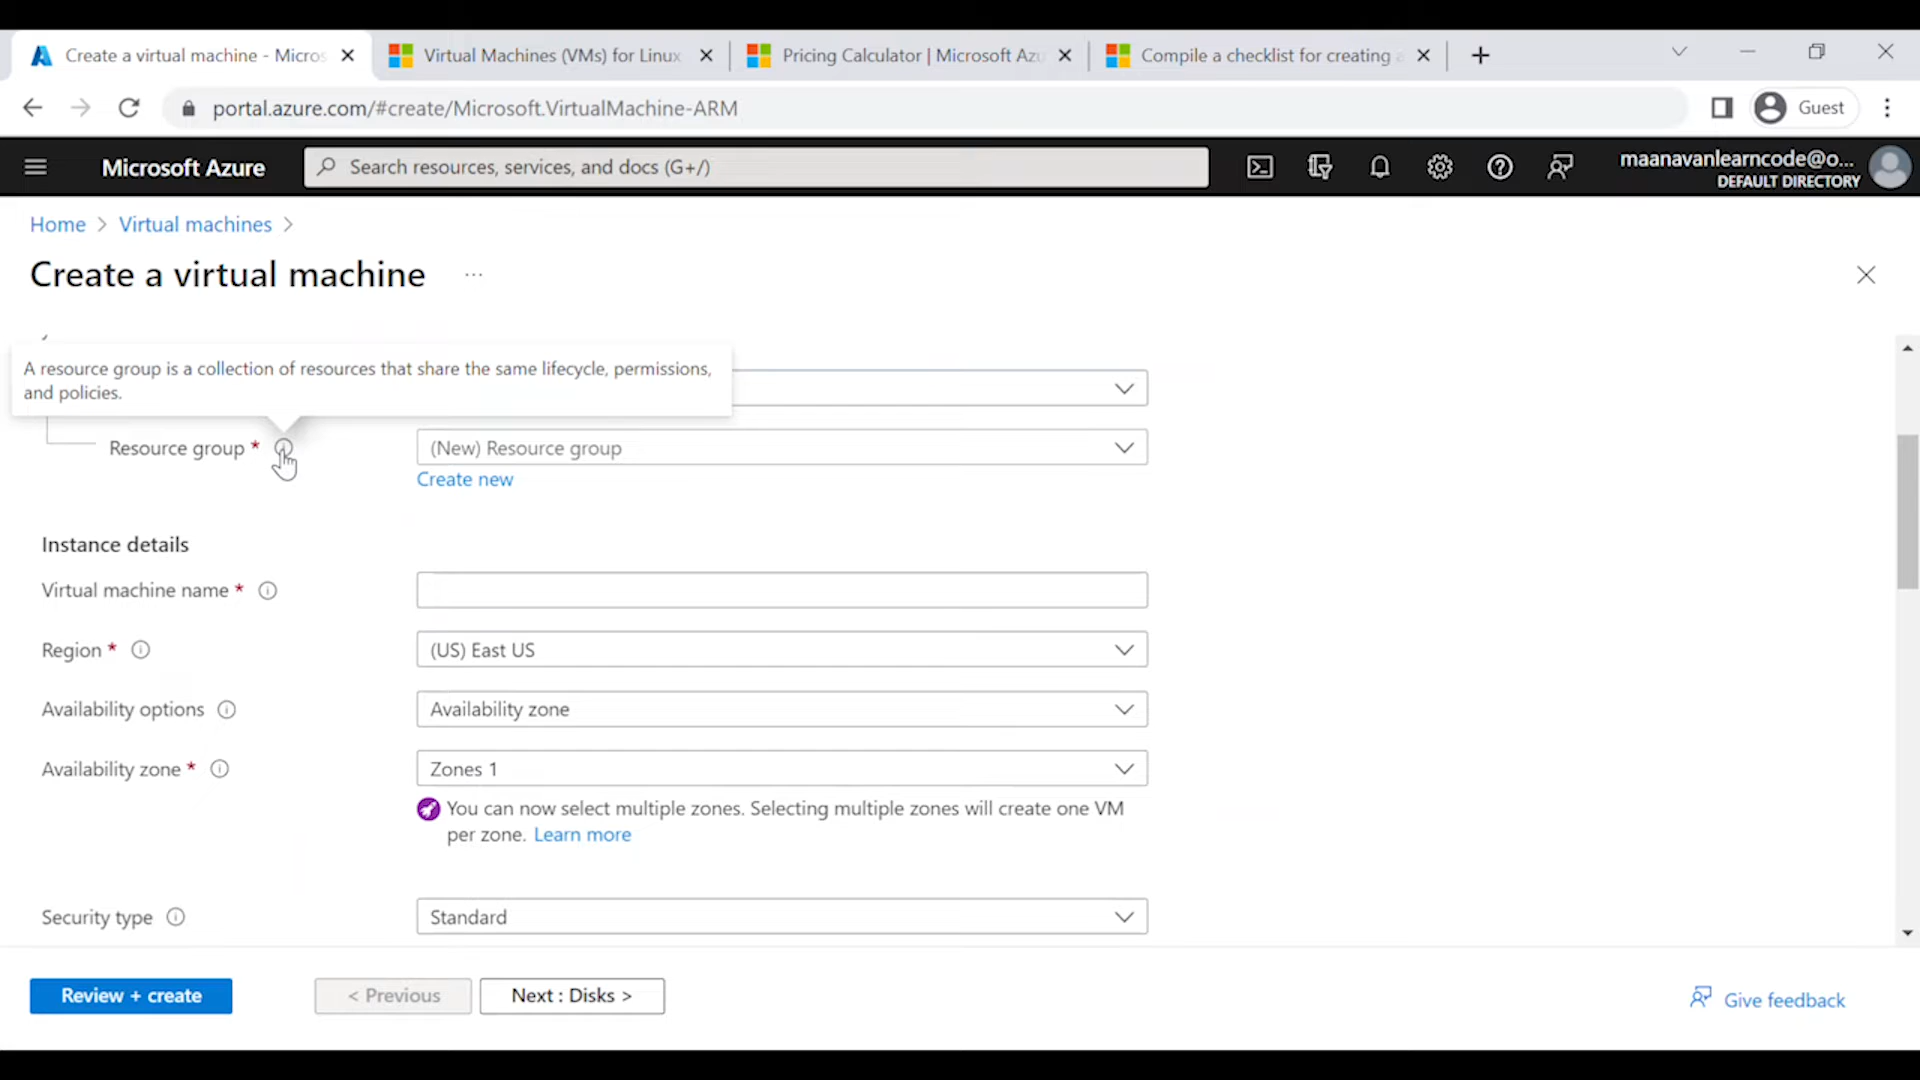 Create a virtual machine - Micros
Virtual Machines (VMs) for Linux
Pricing Calculator | Microsoft Azu
Compile a checklist for creating a
portal.azure.com/#create/Microsoft.VirtualMachine-ARM
Guest
Microsoft Azure
Search resources, services, and docs (G+/)
maanavanlearncode@o...
DEFAULT DIRECTORY
Home > Virtual machines >
Create a virtual machine ...
A resource group is a collection of resources that share the same lifecycle, permissions,
and policies.
Resource group *
(New) Resource group
Create new
Instance details
Virtual machine name *
Region *
(US) East US
Availability options
Availability zone
Availability zone *
Zones 1
You can now select multiple zones. Selecting multiple zones will create one VM
per zone. Learn more
Security type
Standard
Review + create
< Previous
Next : Disks >
Give feedback